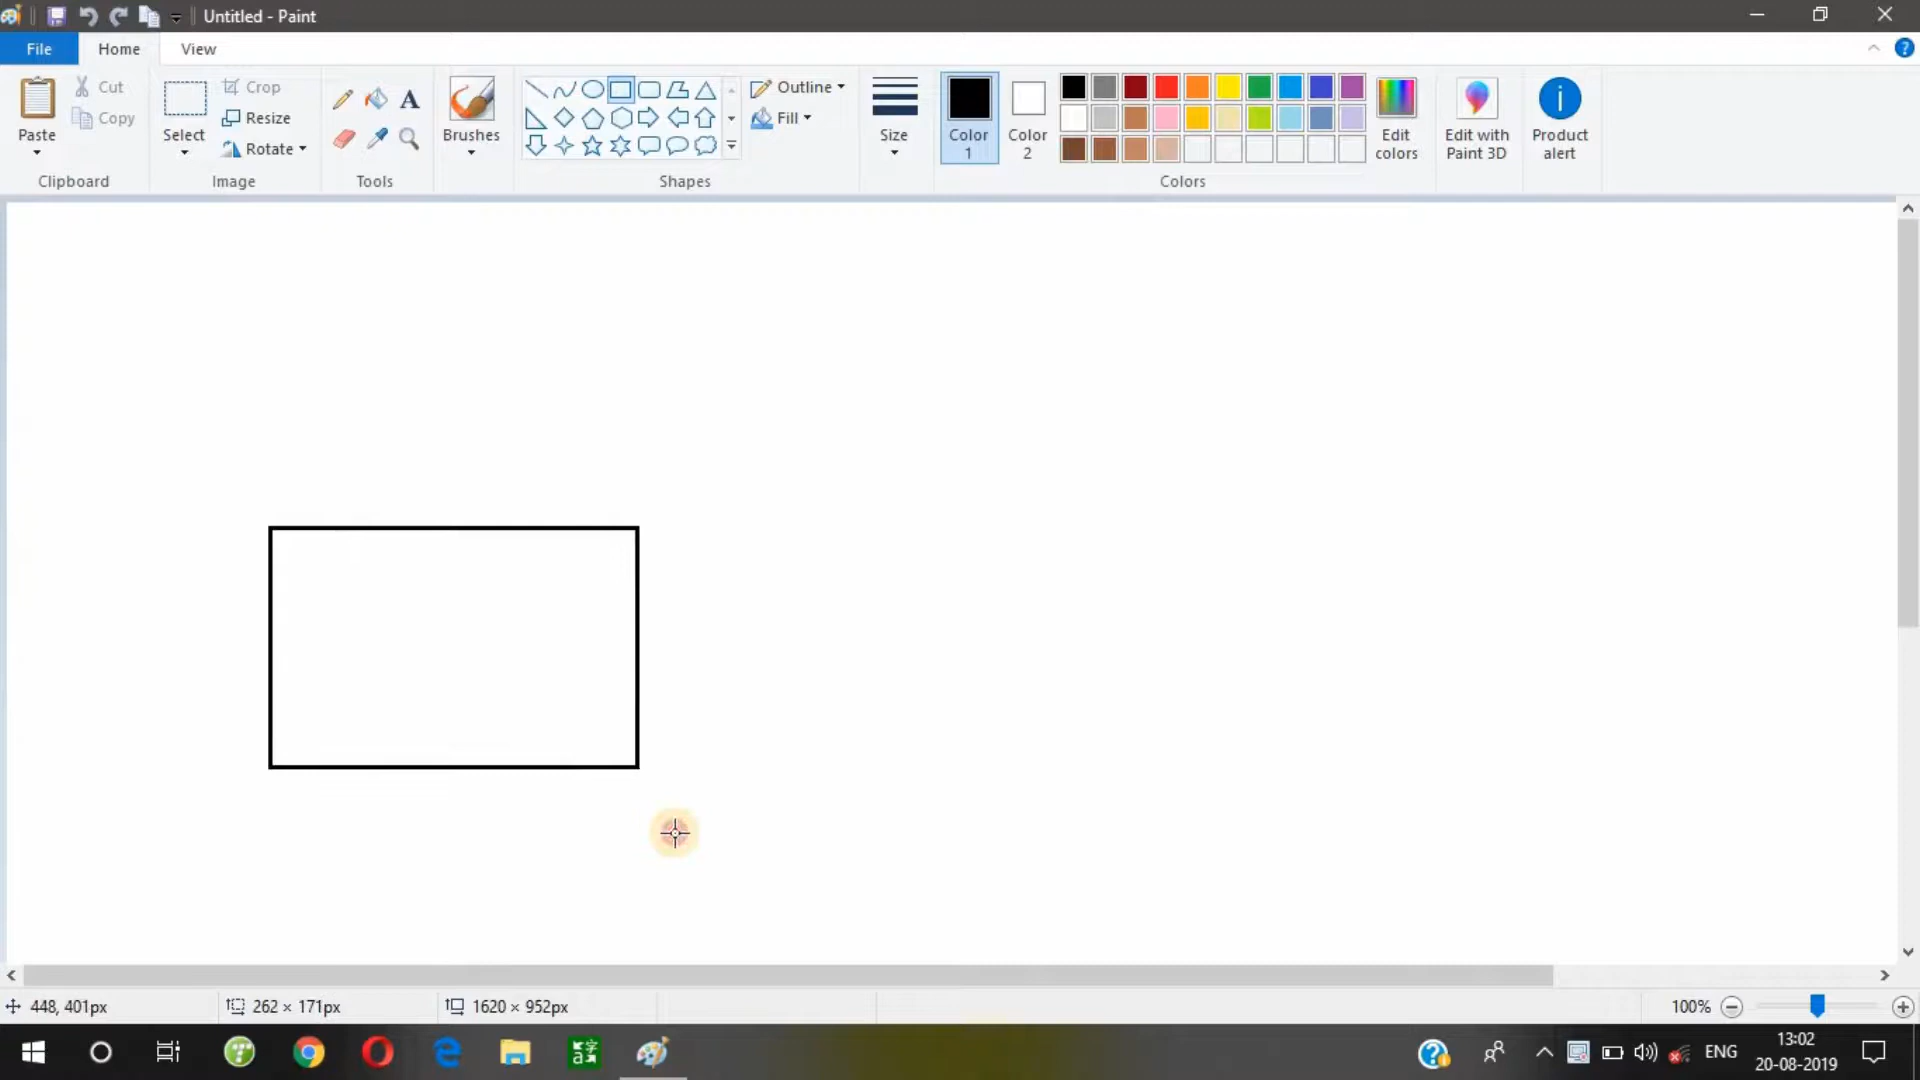 Untitled - Paint
File Home View
Paste
Cut
Copy
Clipboard
Select
Crop
Resize
Rotate
Image
A
Tools
Brushes
Shapes
Outline
Fill
Size
Color 1
Color 2
Colors
Edit colors
Edit with Paint 3D
Product alert
448, 401px 262 × 171px 1620 × 952px 100%
ENG
13:02
20-08-2019